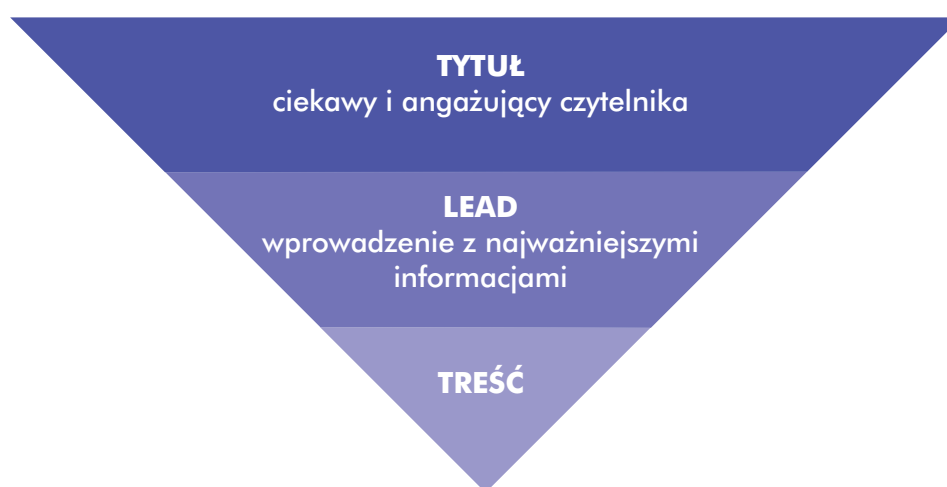 TYTUŁ
ciekawy i angażujący czytelnika
LEAD
wprowadzenie z najważniejszymi
informacjami
TREŚĆ